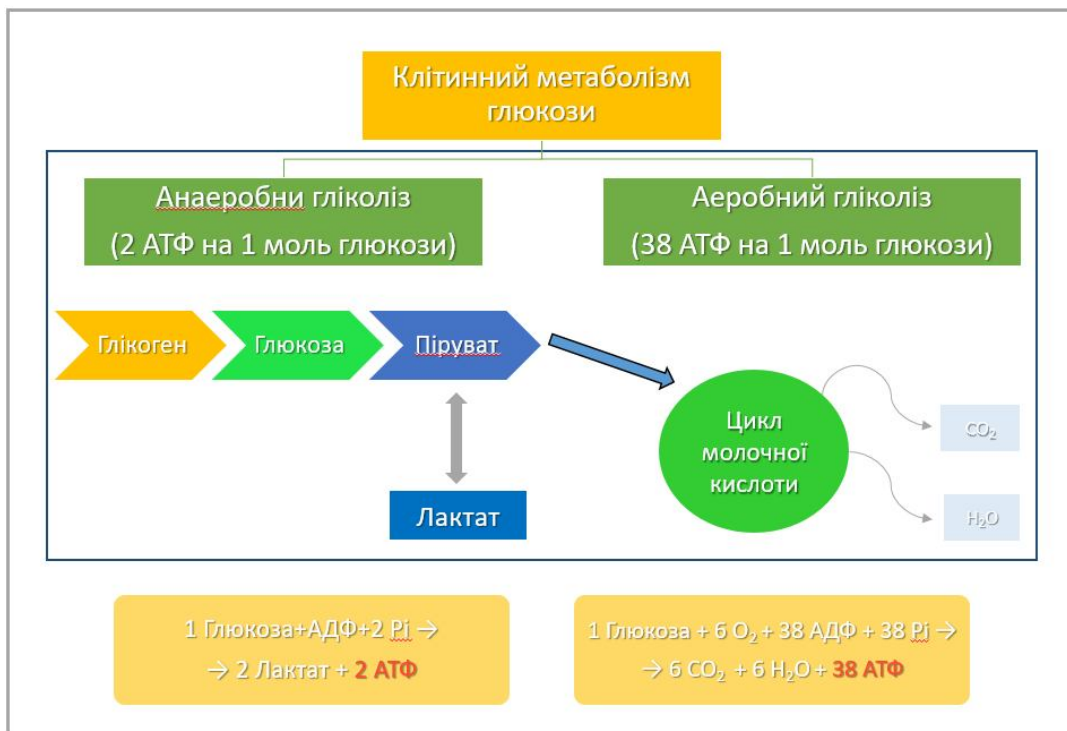 Клітинний метаболізм
глюкози
Анаеробни гліколіз
(2 АТФ на 1 моль глюкози)
Аеробний гліколіз
(38 АТФ на 1 моль глюкози)
Глікоген
Глюкоза
Піруват
Лактат
Цикл
молочної
кислоти
CO₂
H₂O
1 Глюкоза+АДФ+2 Pi →
→ 2 Лактат + 2 АТФ
1 Глюкоза + 6 O₂ + 38 АДФ + 38 Pi →
→ 6 CO₂ + 6 H₂O + 38 АТФ